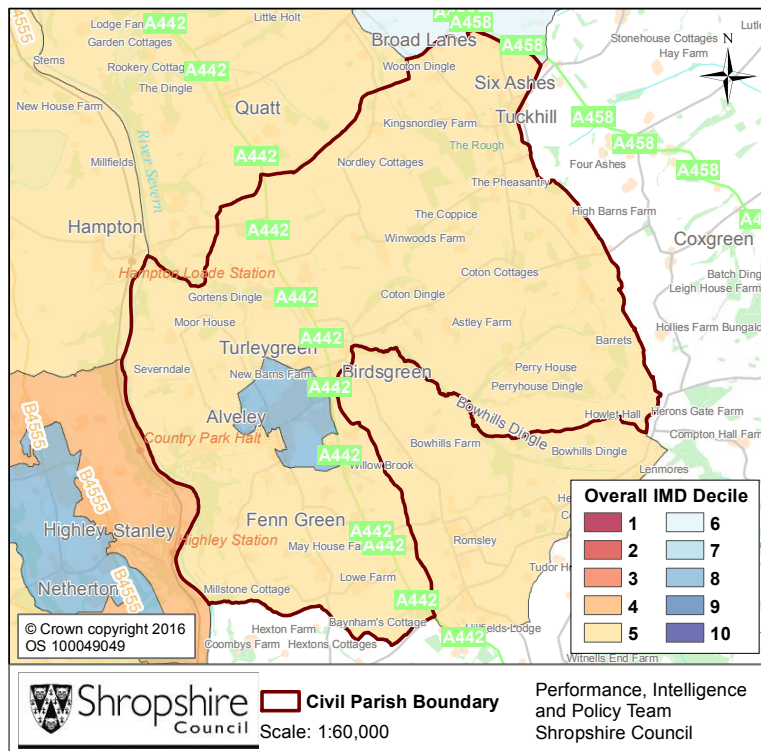 Lodge Farm
A442
Little Holt
A458
Broad Lanes
A458
Stonehouse Cottages
Hay Farm
N
B4555
Garden Cottages
Sterns
Rookery Cottag
A442
The Dingle
Wooton Dingle
Six Ashes
New House Farm
Quatt
Kingsnordley Farm
Tuckhill
A458
River Severn
The Rough
A458
Millfields
A442
Nordley Cottages
Four Ashes
A458
The Pheasantry
Hampton
A442
The Coppice
High Barns Farm
Winwoods Farm
Coxgreen
Hampton Loade Station
Coton Cottages
Batch Ding
Leigh House Farm
Gortens Dingle
A442
Coton Dingle
Moor House
Astley Farm
Hollies Farm Bungalo
A442
Barrets
Turleygreen
Severndale
New Barns Farm
Birdsgreen
Perry House
A442
Perryhouse Dingle
B4555
Alveley
Bowhills Dingle
Howlet Hall
Herons Gate Farm
Country Park Halt
Bowhills Farm
Compton Hall Farm
A442
Willow Brook
Bowhills Dingle
Lenmores
B4555
Highley
Stanley
Fenn Green
Highley Station
A442
May House Fa
A442
Romsley
Lowe Farm
Netherton
B4555
Millstone Cottage
A442
Baynham's Cottage
Hexton Farm
Coombys Farm
Hextons Cottages
A442
Hillfields-Lodge
Witnells End Farm
Overall IMD Decile
1 6
2 7
3 8
4 9
5 10
© Crown copyright 2016
OS 100049049
Shropshire
Council
Civil Parish Boundary
Scale: 1:60,000
Performance, Intelligence
and Policy Team
Shropshire Council